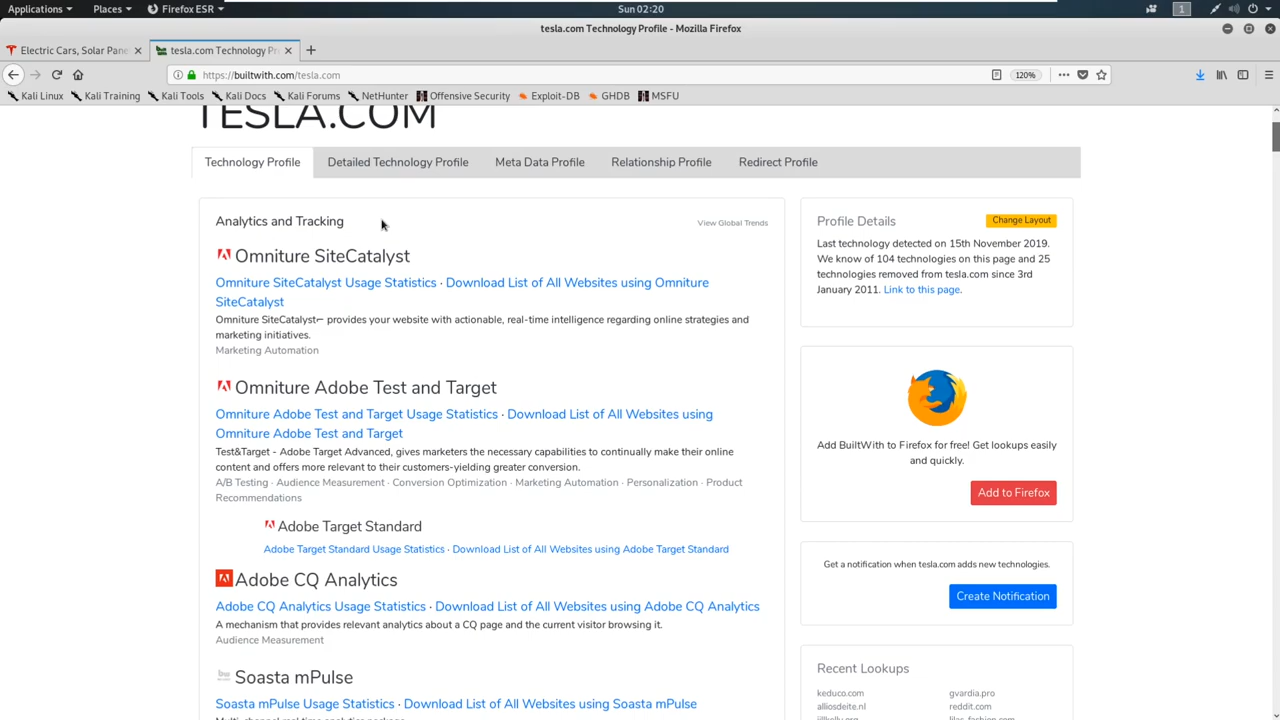 Applications
Places
Firefox ESR
Sun 02:20
1
tesla.com Technology Profile - Mozilla Firefox
Electric Cars, Solar Pane
tesla.com Technology Pr
https://builtwith.com/tesla.com
120%
Kali Linux
Kali Training
Kali Tools
Kali Docs
Kali Forums
NetHunter
Offensive Security
Exploit-DB
GHDB
MSFU
TESLA.COM
Technology Profile
Detailed Technology Profile
Meta Data Profile
Relationship Profile
Redirect Profile
Analytics and Tracking
View Global Trends
Omniture SiteCatalyst
Omniture SiteCatalyst Usage Statistics · Download List of All Websites using Omniture
SiteCatalyst
Omniture SiteCatalyst⌐ provides your website with actionable, real-time intelligence regarding online strategies and
marketing initiatives.
Marketing Automation
Omniture Adobe Test and Target
Omniture Adobe Test and Target Usage Statistics · Download List of All Websites using
Omniture Adobe Test and Target
Test&Target - Adobe Target Advanced, gives marketers the necessary capabilities to continually make their online
content and offers more relevant to their customers-yielding greater conversion.
A/B Testing · Audience Measurement · Conversion Optimization · Marketing Automation · Personalization · Product
Recommendations
Adobe Target Standard
Adobe Target Standard Usage Statistics · Download List of All Websites using Adobe Target Standard
Adobe CQ Analytics
Adobe CQ Analytics Usage Statistics · Download List of All Websites using Adobe CQ Analytics
A mechanism that provides relevant analytics about a CQ page and the current visitor browsing it.
Audience Measurement
Soasta mPulse
Soasta mPulse Usage Statistics · Download List of All Websites using Soasta mPulse
Profile Details
Change Layout
Last technology detected on 15th November 2019.
We know of 104 technologies on this page and 25
technologies removed from tesla.com since 3rd
January 2011. Link to this page.
Add BuiltWith to Firefox for free! Get lookups easily
and quickly.
Add to Firefox
Get a notification when tesla.com adds new technologies.
Create Notification
Recent Lookups
keduco.com
gvardia.pro
alliosdeite.nl
reddit.com